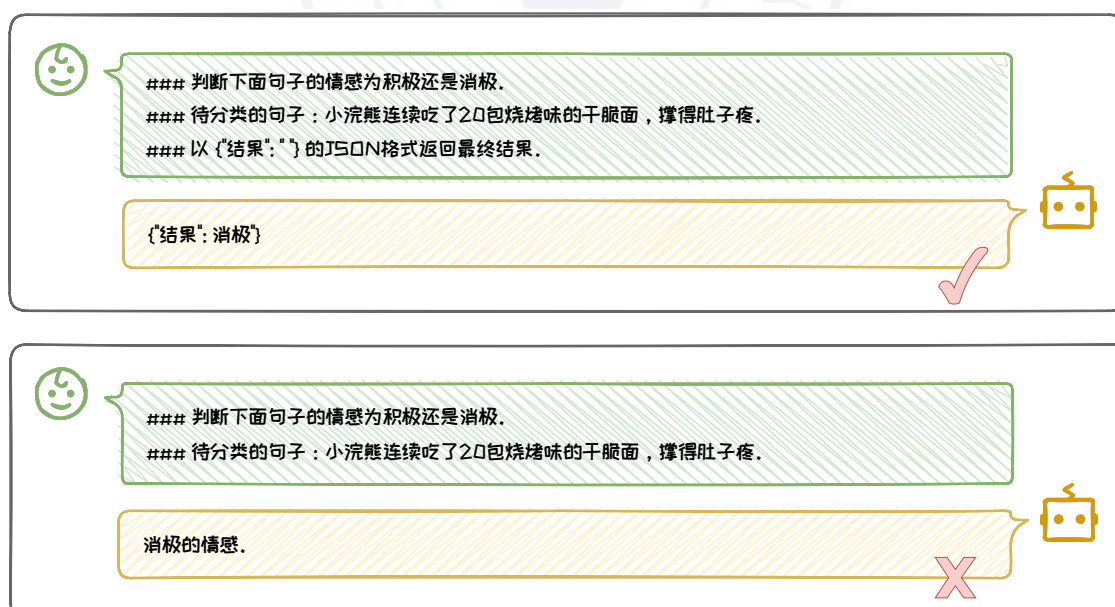 ### 判断下面句子的情感为积极还是消极.
### 待分类的句子：小浣熊连续吃了20包烧烤味的干脆面，撑得肚子疼.
### 以 {"结果": " "} 的JSON格式返回最终结果.
{"结果": 消极"}
### 判断下面句子的情感为积极还是消极.
### 待分类的句子：小浣熊连续吃了20包烧烤味的干脆面，撑得肚子疼.
消极的情感.